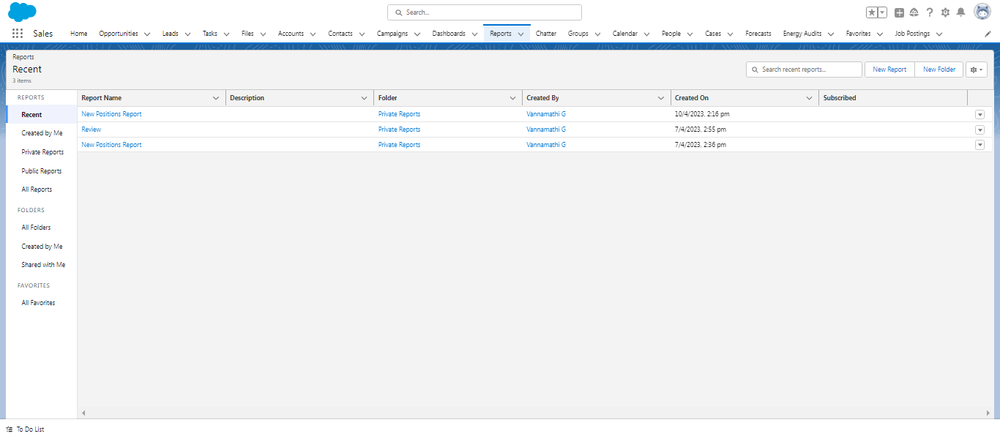 Search...
Sales Home Opportunities Leads Tasks Files Accounts Contacts Campaigns Dashboards Reports Chatter Groups Calendar People Cases Forecasts Energy Audits Favorites Job Postings
Reports
Recent
3 items
Search recent reports...
New Report New Folder
REPORTS
Recent
Created by Me
Private Reports
Public Reports
All Reports
FOLDERS
All Folders
Created by Me
Shared with Me
FAVORITES
All Favorites
Report Name Description Folder Created By Created On Subscribed
New Positions Report Private Reports Vannamathi G 10/4/2023, 2:16 pm
Review Private Reports Vannamathi G 7/4/2023, 2:55 pm
New Positions Report Private Reports Vannamathi G 7/4/2023, 2:36 pm
To Do List